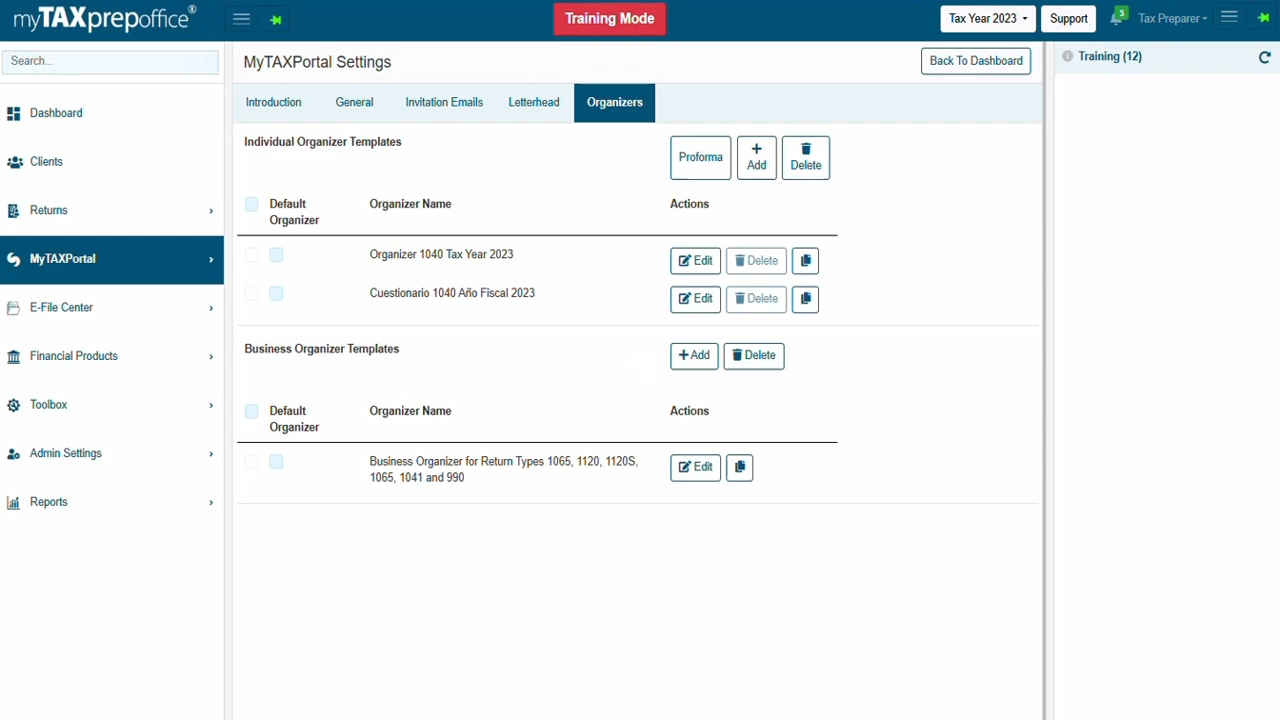 myTAXprepoffice®
Training Mode
Tax Year 2023
Support
5
Tax Preparer
Search...
MyTAXPortal Settings
Back To Dashboard
Training (12)
Introduction
General
Invitation Emails
Letterhead
Organizers
Dashboard
Clients
Returns
MyTAXPortal
E-File Center
Financial Products
Toolbox
Admin Settings
Reports
Individual Organizer Templates
Proforma
Add
Delete
Default
Organizer
Organizer Name
Actions
Organizer 1040 Tax Year 2023
Edit
Delete
Cuestionario 1040 Año Fiscal 2023
Edit
Delete
Business Organizer Templates
Add
Delete
Default
Organizer
Organizer Name
Actions
Business Organizer for Return Types 1065, 1120, 1120S,
1065, 1041 and 990
Edit